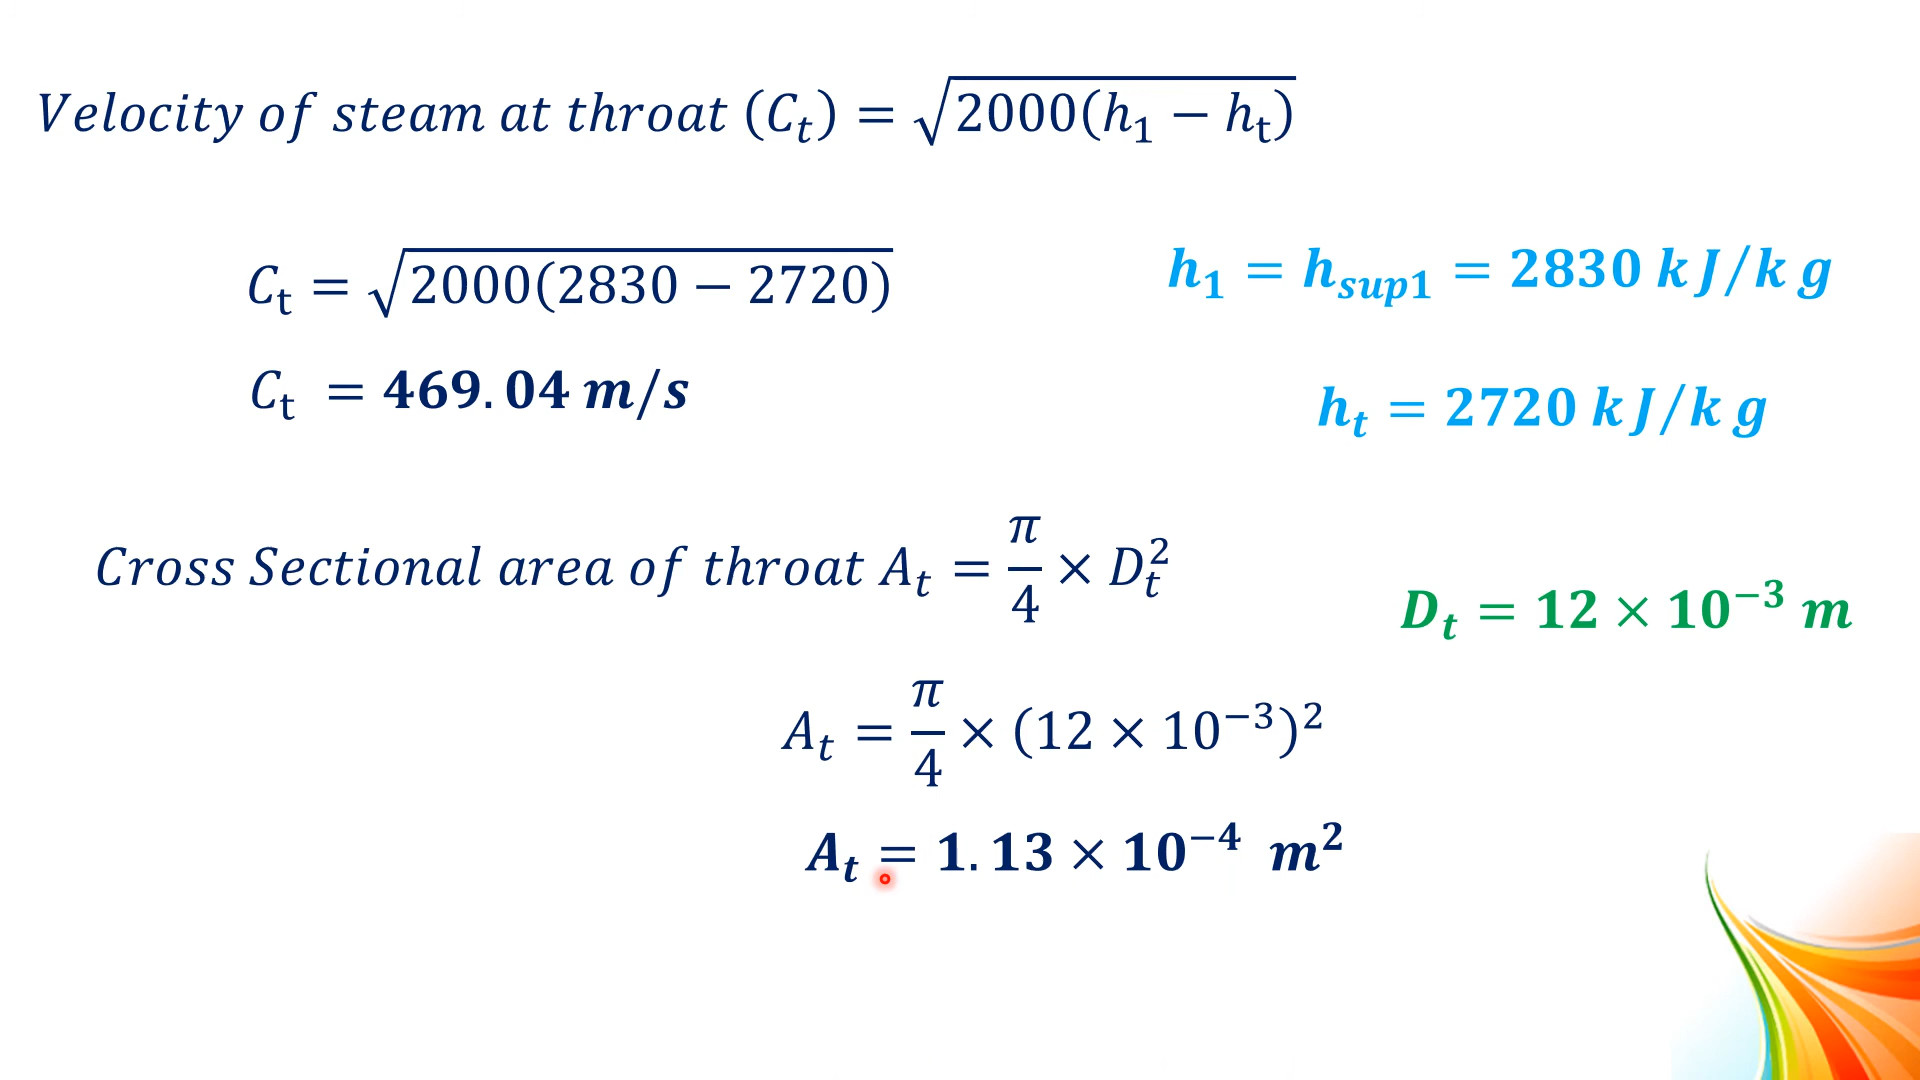 Velocity of steam at throat (Cₜ) = √2000(h₁ − hₜ)
Cₜ = √2000(2830 − 2720)
h₁ = hₛᵤₚ₁ = 2830 kJ/kg
Cₜ = 469.04 m/s
hₜ = 2720 kJ/kg
Cross Sectional area of throat Aₜ = π/4 × Dₜ²
Dₜ = 12 × 10⁻³ m
Aₜ = π/4 × (12 × 10⁻³)²
Aₜ = 1.13 × 10⁻⁴ m²